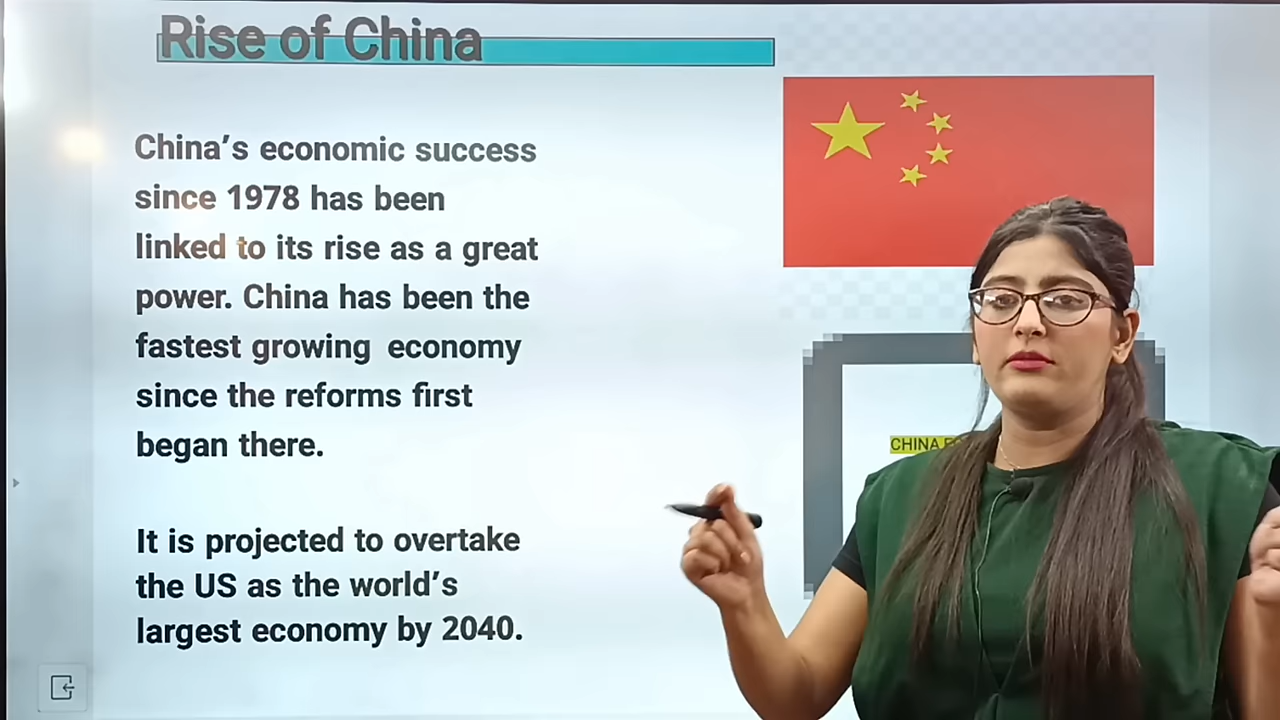 Rise of China
China’s economic success
since 1978 has been
linked to its rise as a great
power. China has been the
fastest growing economy
since the reforms first
began there.
It is projected to overtake
the US as the world’s
largest economy by 2040.
CHINA